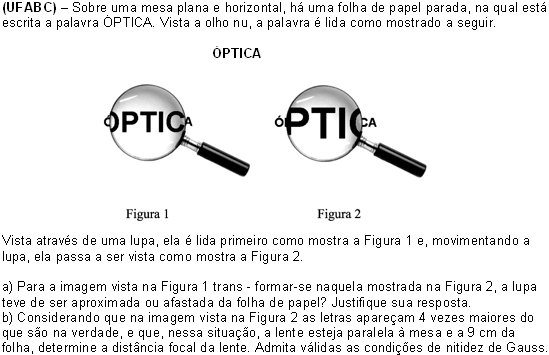 (UFABC) – Sobre uma mesa plana e horizontal, há uma folha de papel parada, na qual está
escrita a palavra ÓPTICA. Vista a olho nu, a palavra é lida como mostrado a seguir.
ÓPTICA
ÓPTICA ÓPTICA
Figura 1 Figura 2
Vista através de uma lupa, ela é lida primeiro como mostra a Figura 1 e, movimentando a
lupa, ela passa a ser vista como mostra a Figura 2.
a) Para a imagem vista na Figura 1 trans - formar-se naquela mostrada na Figura 2, a lupa
teve de ser aproximada ou afastada da folha de papel? Justifique sua resposta.
b) Considerando que na imagem vista na Figura 2 as letras apareçam 4 vezes maiores do
que são na verdade, e que, nessa situação, a lente esteja paralela à mesa e a 9 cm da
folha, determine a distância focal da lente. Admita válidas as condições de nitidez de Gauss.